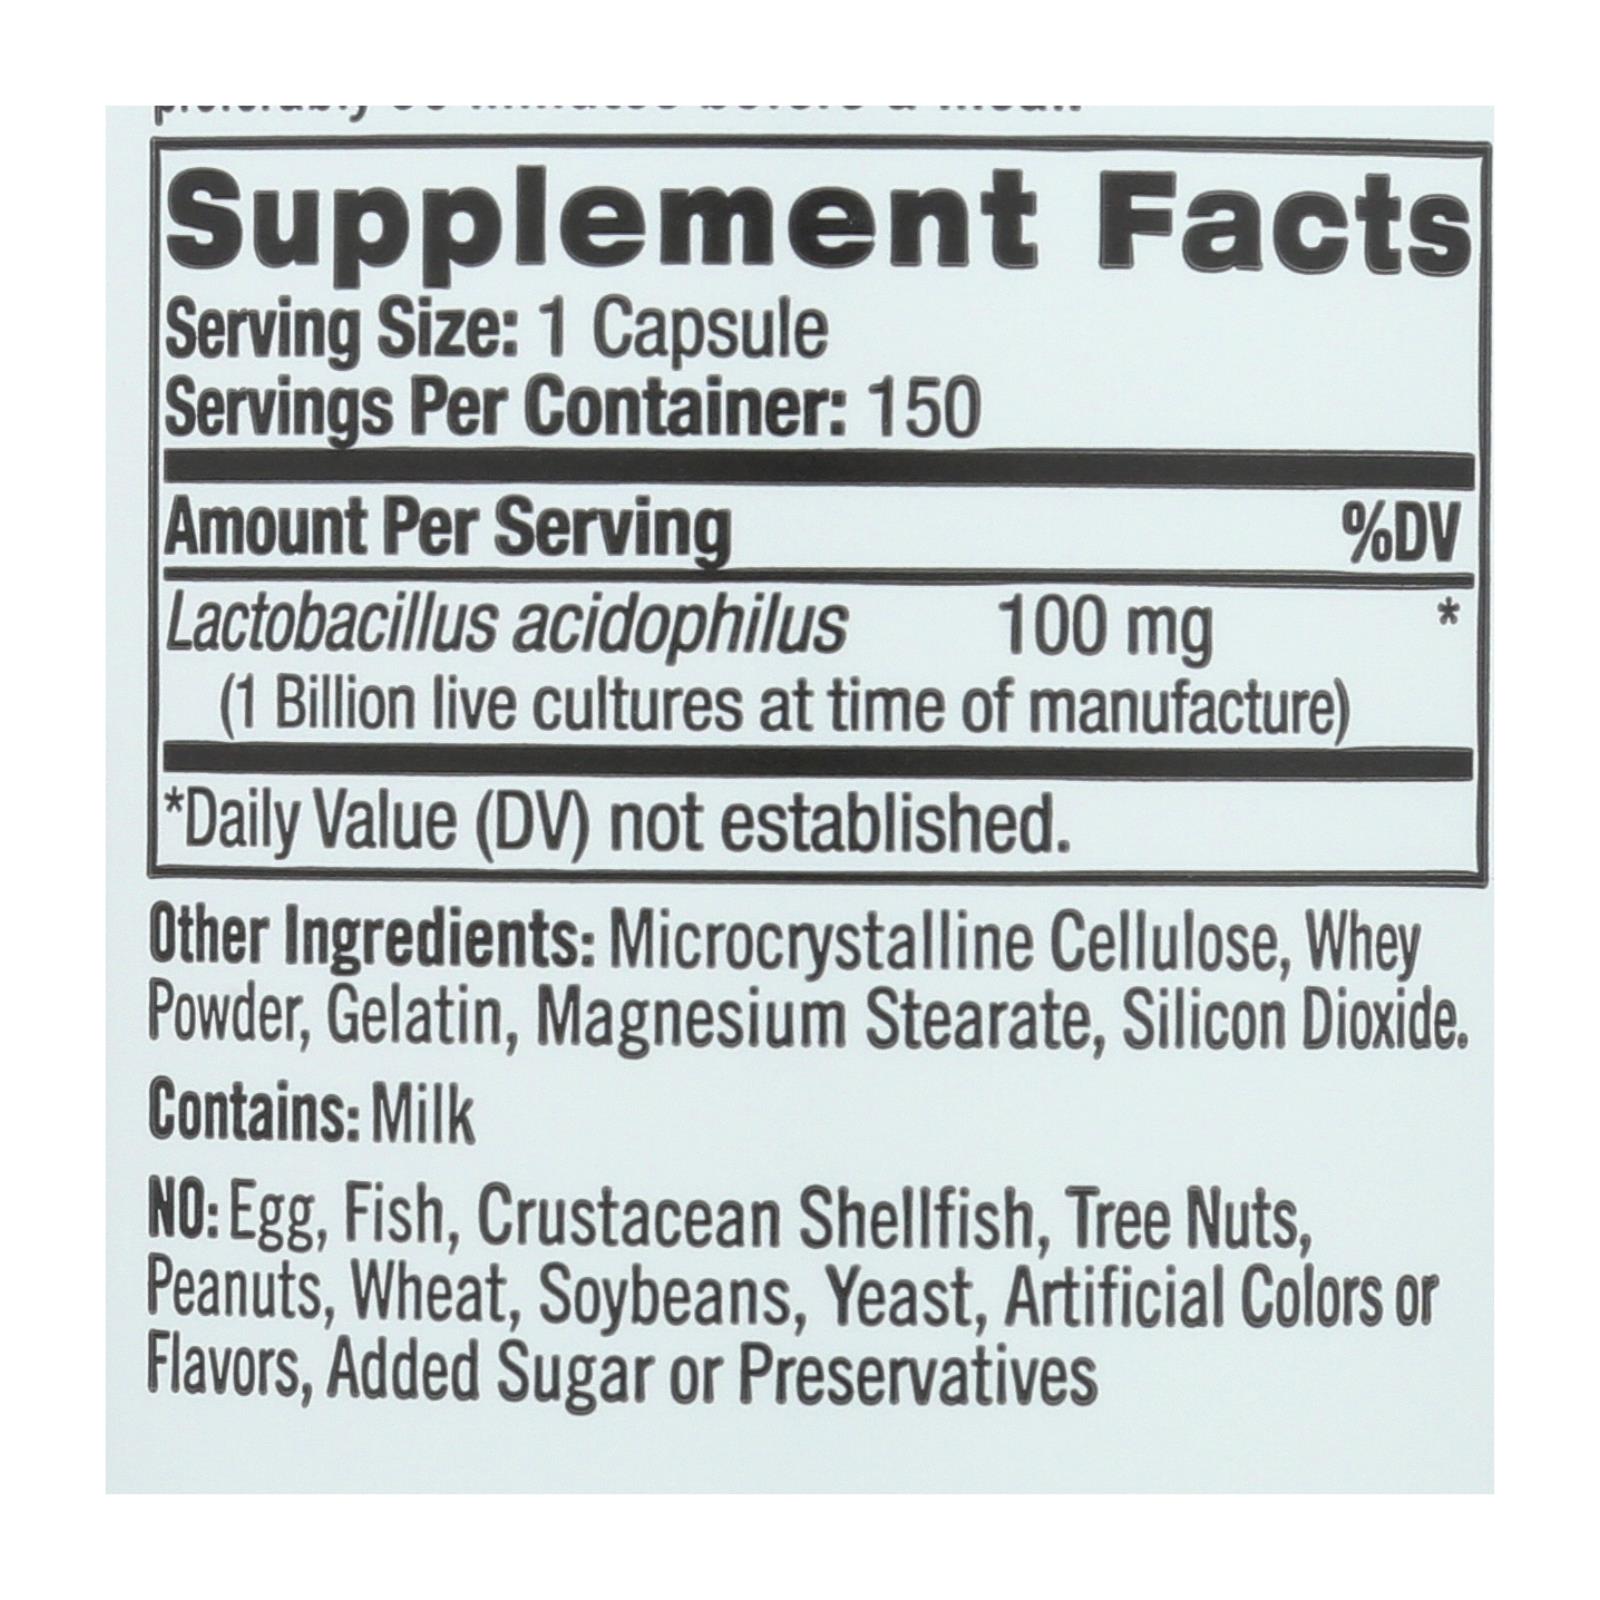 Supplement Facts
Serving Size: 1 Capsule
Servings Per Container: 150
Amount Per Serving %DV
Lactobacillus acidophilus 100 mg *
(1 Billion live cultures at time of manufacture)
*Daily Value (DV) not established.
Other Ingredients: Microcrystalline Cellulose, Whey
Powder, Gelatin, Magnesium Stearate, Silicon Dioxide.
Contains: Milk
NO: Egg, Fish, Crustacean Shellfish, Tree Nuts,
Peanuts, Wheat, Soybeans, Yeast, Artificial Colors or
Flavors, Added Sugar or Preservatives